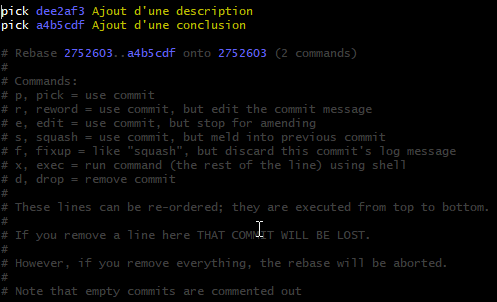 pick dee2af3 Ajout d'une description
pick a4b5cdf Ajout d'une conclusion

# Rebase 2752603..a4b5cdf onto 2752603 (2 commands)
#
# Commands:
# p, pick = use commit
# r, reword = use commit, but edit the commit message
# e, edit = use commit, but stop for amending
# s, squash = use commit, but meld into previous commit
# f, fixup = like "squash", but discard this commit's log message
# x, exec = run command (the rest of the line) using shell
# d, drop = remove commit
#
# These lines can be re-ordered; they are executed from top to bottom.
#
# If you remove a line here THAT COMMIT WILL BE LOST.
#
# However, if you remove everything, the rebase will be aborted.
#
# Note that empty commits are commented out